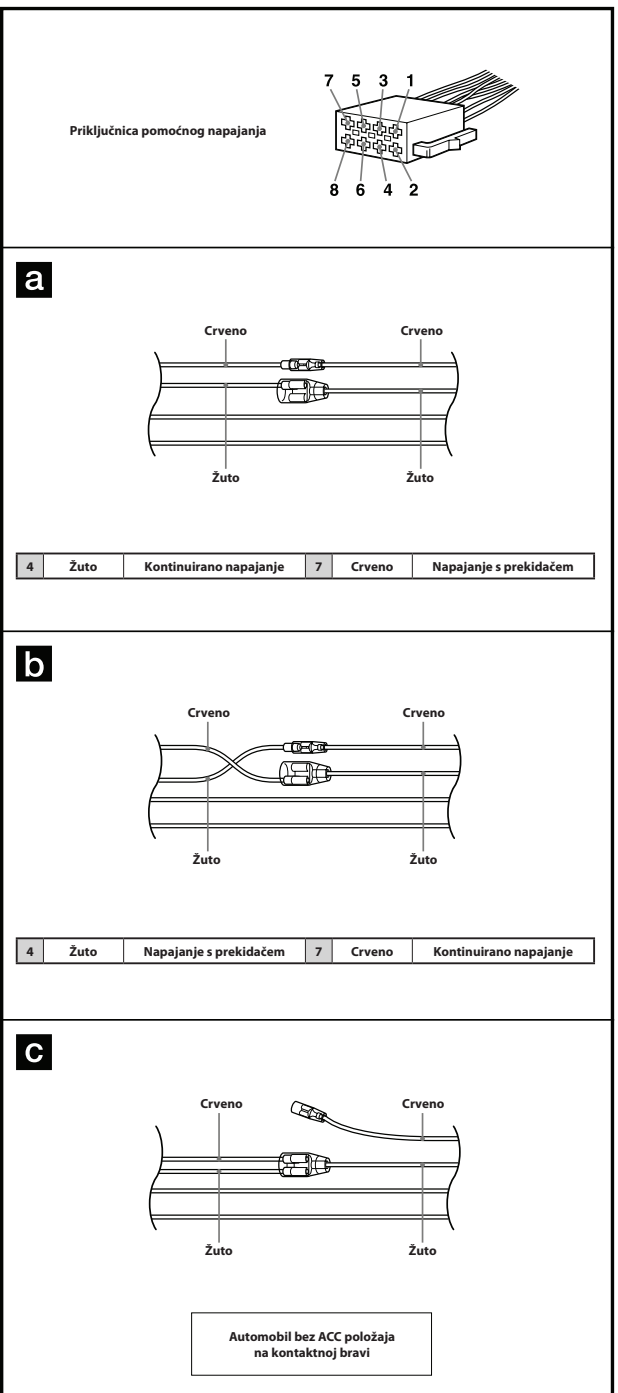 7 5 3 1
Priključnica pomoćnog napajanja
8 6 4 2
a
Crveno Crveno
Žuto Žuto
4 Žuto Kontinuirano napajanje 7 Crveno Napajanje s prekidačem
b
Crveno Crveno
Žuto Žuto
4 Žuto Napajanje s prekidačem 7 Crveno Kontinuirano napajanje
c
Crveno Crveno
Žuto Žuto
Automobil bez ACC položaja
na kontaktnoj bravi